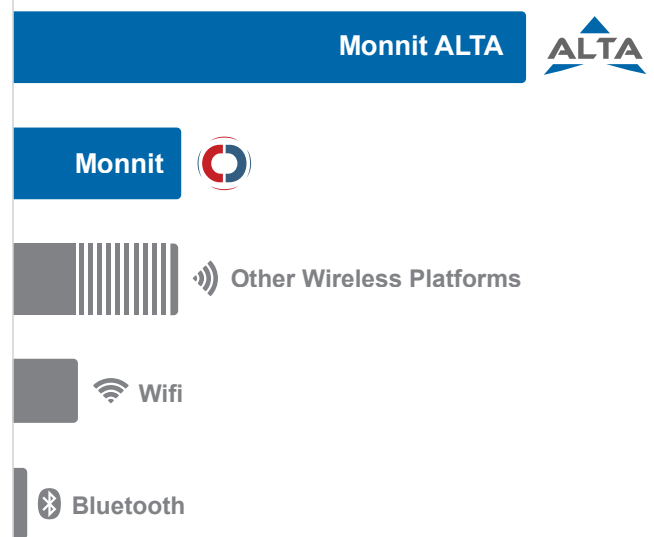 Monnit ALTA
ALTA
Monnit
Other Wireless Platforms
Wifi
Bluetooth